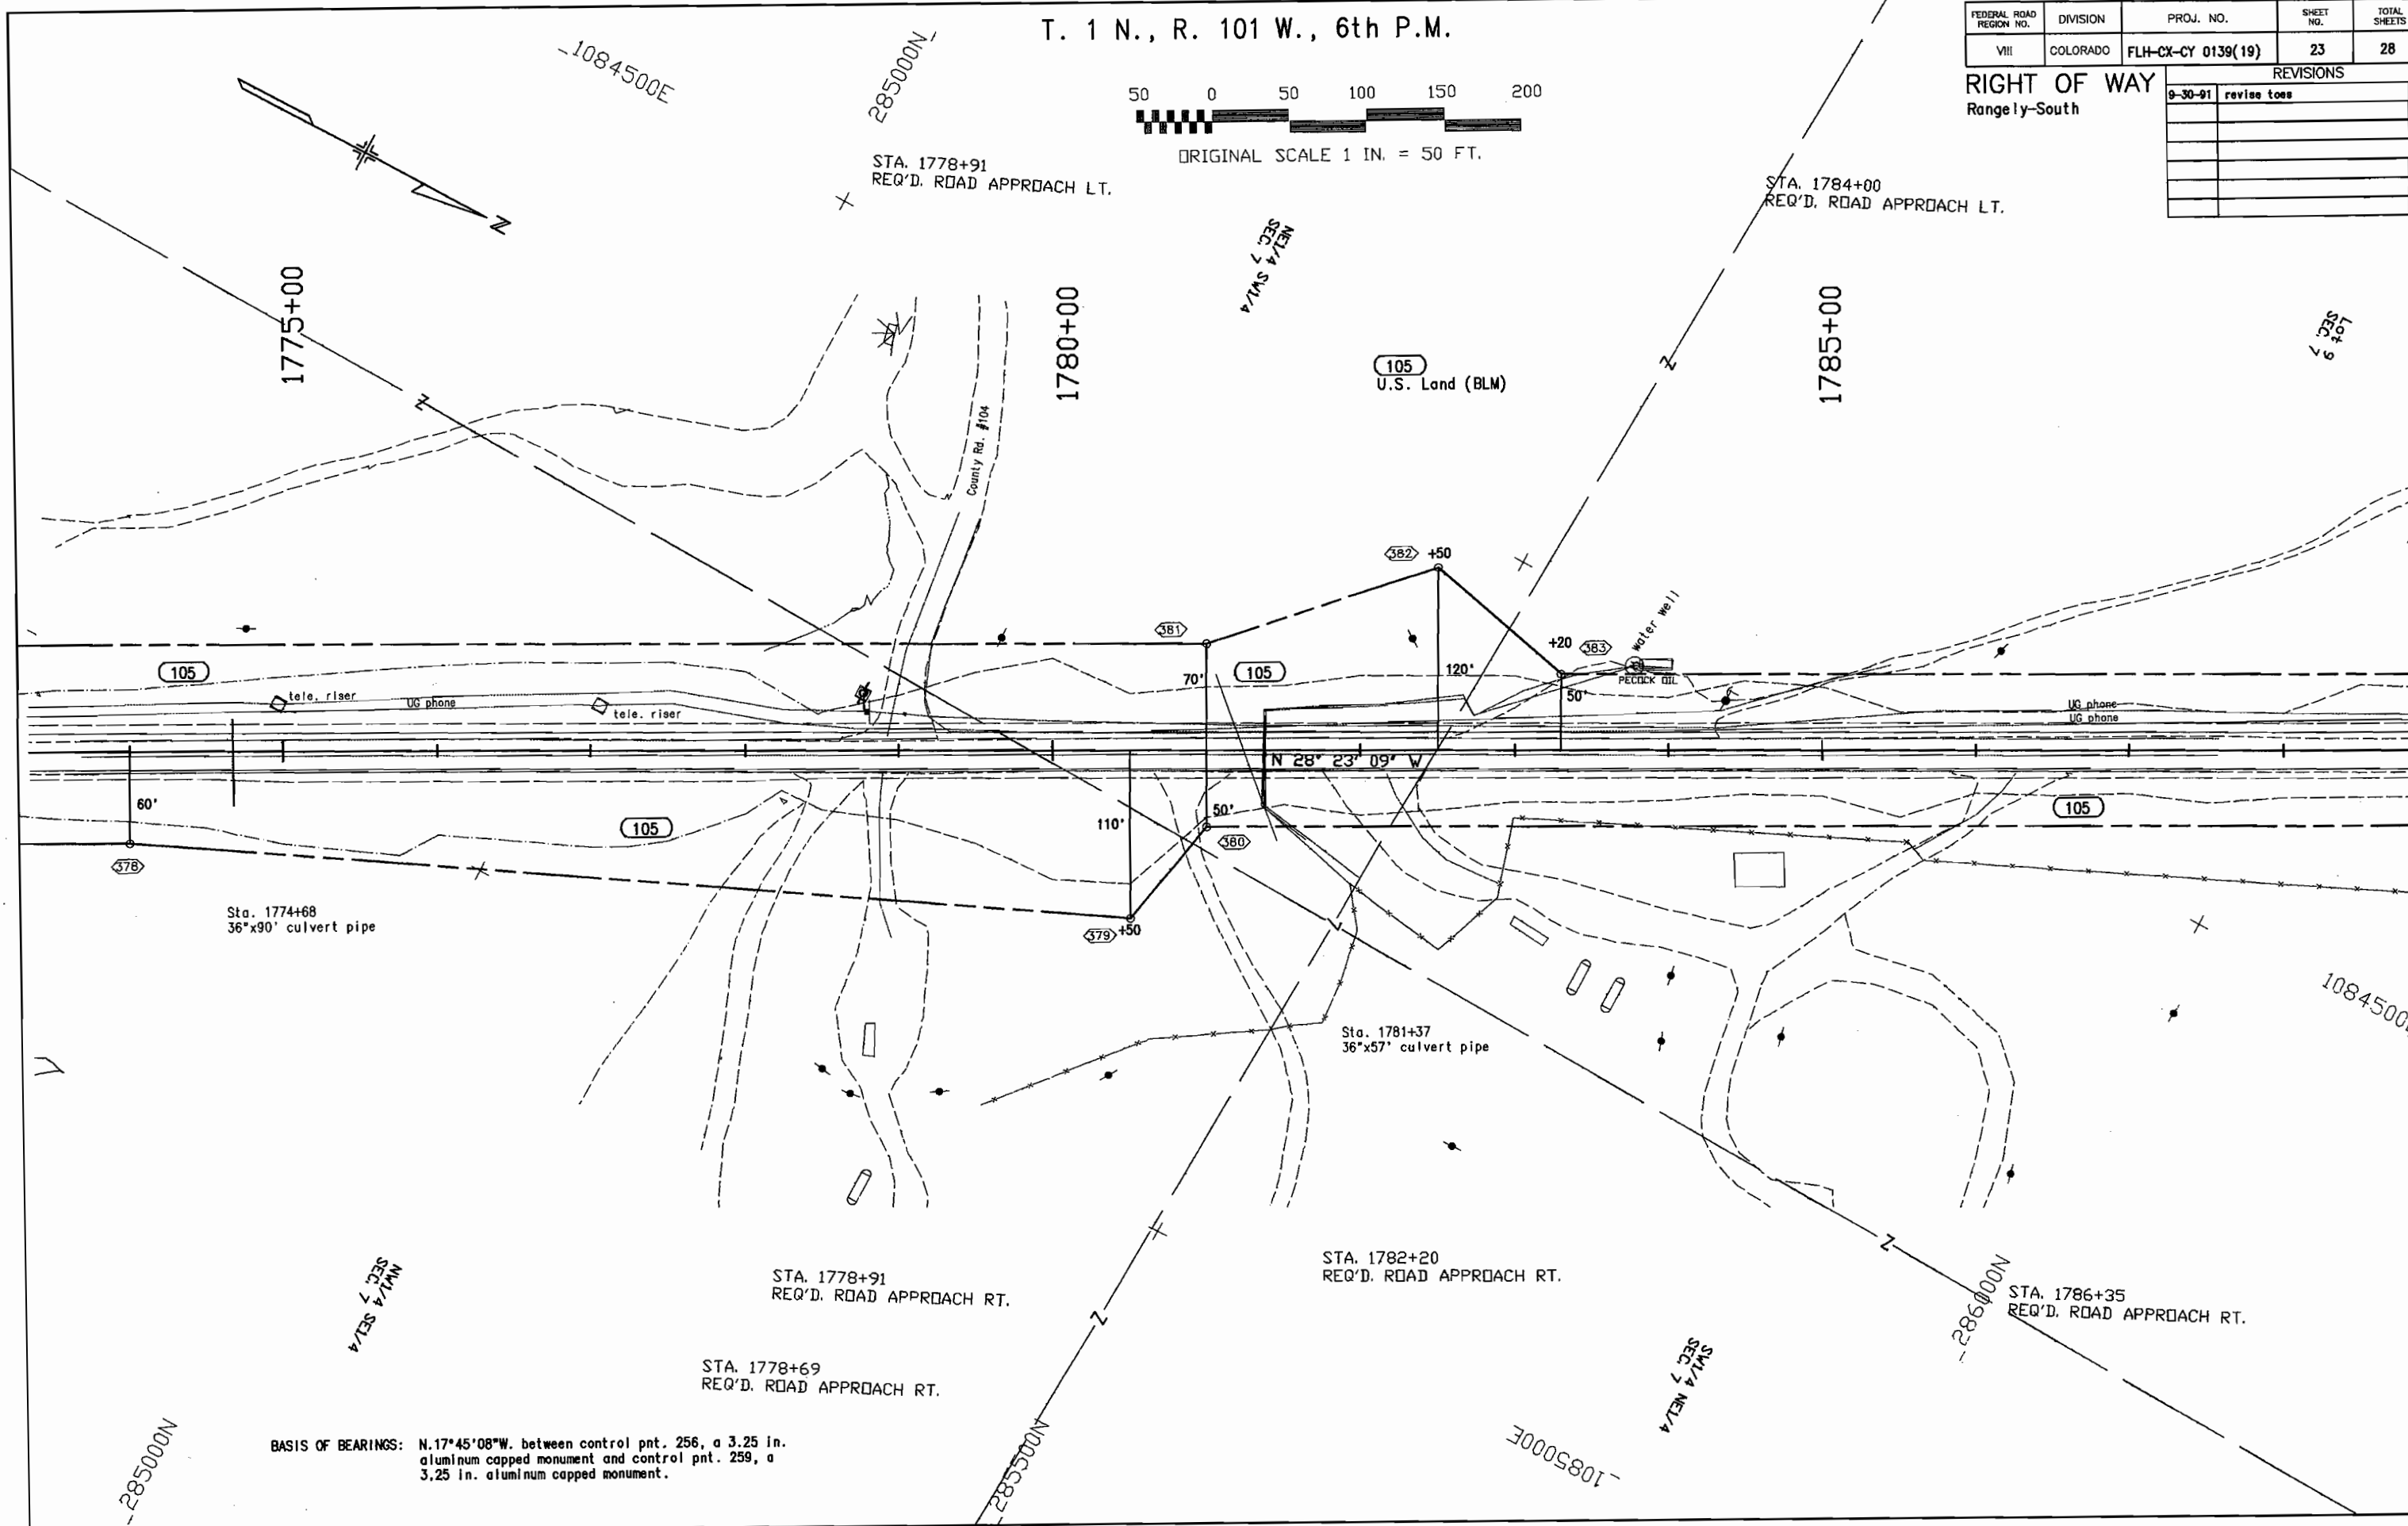 T. 1 N., R. 101 W., 6th P.M.
FEDERAL ROAD REGION NO.
DIVISION
PROJ. NO.
SHEET NO.
TOTAL SHEETS
VIII
COLORADO
FLH-CX-CY 0139(19)
23
28
RIGHT OF WAY
Rangely-South
REVISIONS
9-30-91 revise toes
1084500E
285000N
50 0 50 100 150 200
ORIGINAL SCALE 1 IN. = 50 FT.
N
STA. 1778+91
REQ'D. ROAD APPROACH LT.
STA. 1784+00
REQ'D. ROAD APPROACH LT.
NE1/4 SW1/4
SEC. 7
Lot 9
SEC. 7
1775+00
1780+00
1785+00
105
U.S. Land (BLM)
Z
Z
County Rd. #104
382 +50
381
+20 383
water well
105
70'
105
120'
50'
PECOCK OIL
tele. riser
UG phone
tele. riser
UG phone
UG phone
N 28° 23' 09" W
60'
105
110'
50'
105
378
380
379 +50
Sta. 1774+68
36"x90' culvert pipe
Sta. 1781+37
36"x57' culvert pipe
1084500E
NW1/4 SE1/4
SEC. 7
STA. 1778+91
REQ'D. ROAD APPROACH RT.
STA. 1782+20
REQ'D. ROAD APPROACH RT.
Z
Z
286000N
STA. 1786+35
REQ'D. ROAD APPROACH RT.
STA. 1778+69
REQ'D. ROAD APPROACH RT.
SW1/4 NE1/4
SEC. 7
285000N
285500N
1085000E
BASIS OF BEARINGS: N.17°45'08"W. between control pnt. 256, a 3.25 in.
aluminum capped monument and control pnt. 259, a
3.25 in. aluminum capped monument.